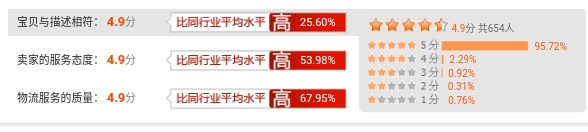 宝贝与描述相符： 4.9分 比同行业平均水平 高 25.60%
卖家的服务态度： 4.9分 比同行业平均水平 高 53.98%
物流服务的质量： 4.9分 比同行业平均水平 高 67.95%
4.9分 共654人
5 分 95.72%
4 分 2.29%
3 分 0.92%
2 分 0.31%
1 分 0.76%